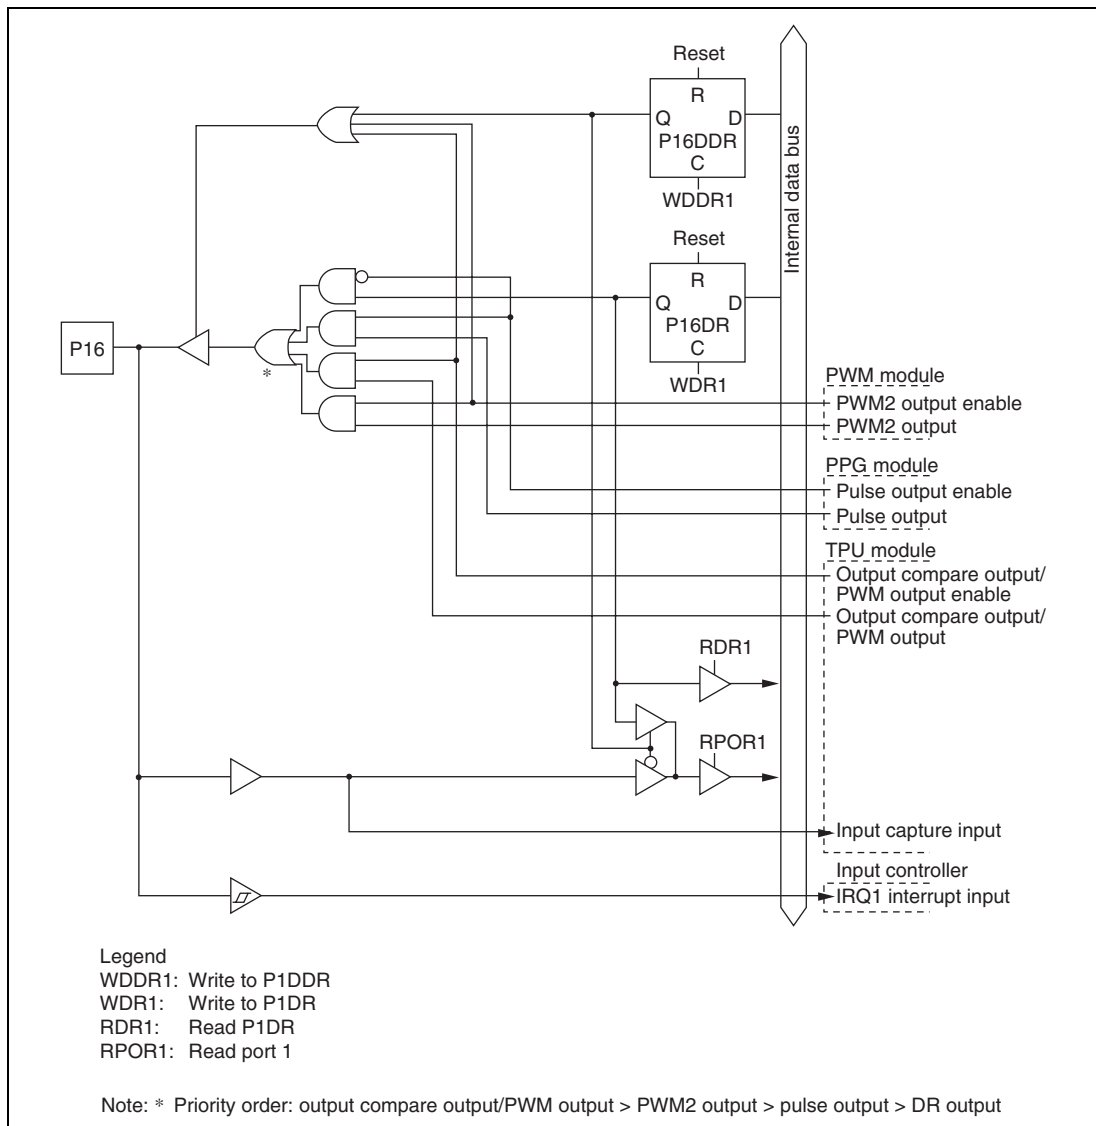 Reset
R
Q D
P16DDR
C
WDDR1
Internal data bus
Reset
R
Q D
P16DR
C
WDR1
P16
*
PWM module
PWM2 output enable
PWM2 output
PPG module
Pulse output enable
Pulse output
TPU module
Output compare output/
PWM output enable
Output compare output/
PWM output
RDR1
RPOR1
Input capture input
Input controller
IRQ1 interrupt input
Legend
WDDR1: Write to P1DDR
WDR1: Write to P1DR
RDR1: Read P1DR
RPOR1: Read port 1
Note: * Priority order: output compare output/PWM output > PWM2 output > pulse output > DR output